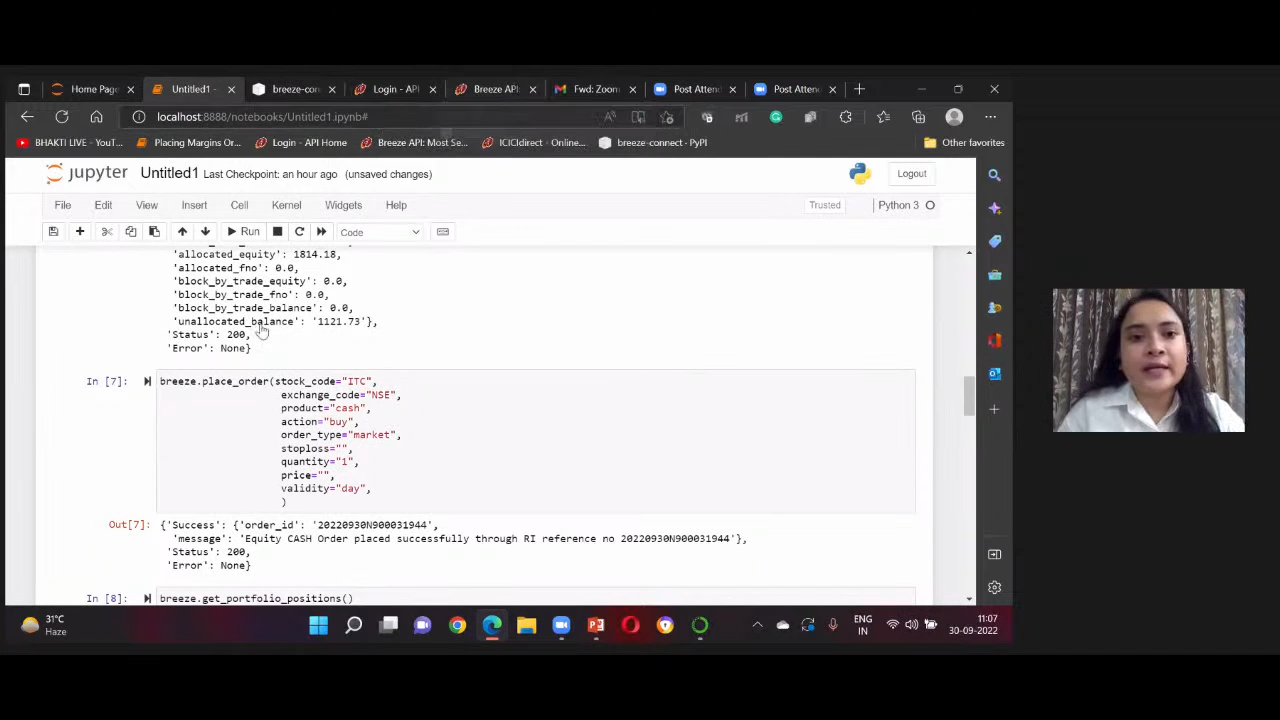 Home Page
Untitled1 -
breeze-con
Login - API
Breeze API:
Fwd: Zoom
Post Attend
Post Attend
localhost:8888/notebooks/Untitled1.ipynb#
BHAKTI LIVE - YouT...
Placing Margins Or...
Login - API Home
Breeze API: Most Se...
ICICIdirect - Online...
breeze-connect · PyPI
Other favorites
jupyter Untitled1 Last Checkpoint: an hour ago (unsaved changes)
Logout
File Edit View Insert Cell Kernel Widgets Help
Trusted
Python 3
Run
Code
'allocated_equity': 1814.18,
'allocated_fno': 0.0,
'block_by_trade_equity': 0.0,
'block_by_trade_fno': 0.0,
'block_by_trade_balance': 0.0,
'unallocated_balance': '1121.73'},
'Status': 200,
'Error': None}
In [7]: breeze.place_order(stock_code="ITC",
exchange_code="NSE",
product="cash",
action="buy",
order_type="market",
stoploss="",
quantity="1",
price="",
validity="day",
)
Out[7]: {'Success': {'order_id': '20220930N900031944',
'message': 'Equity CASH Order placed successfully through RI reference no 20220930N900031944'},
'Status': 200,
'Error': None}
In [8]: breeze.get_portfolio_positions()
31°C
Haze
ENG
IN
11:07
30-09-2022